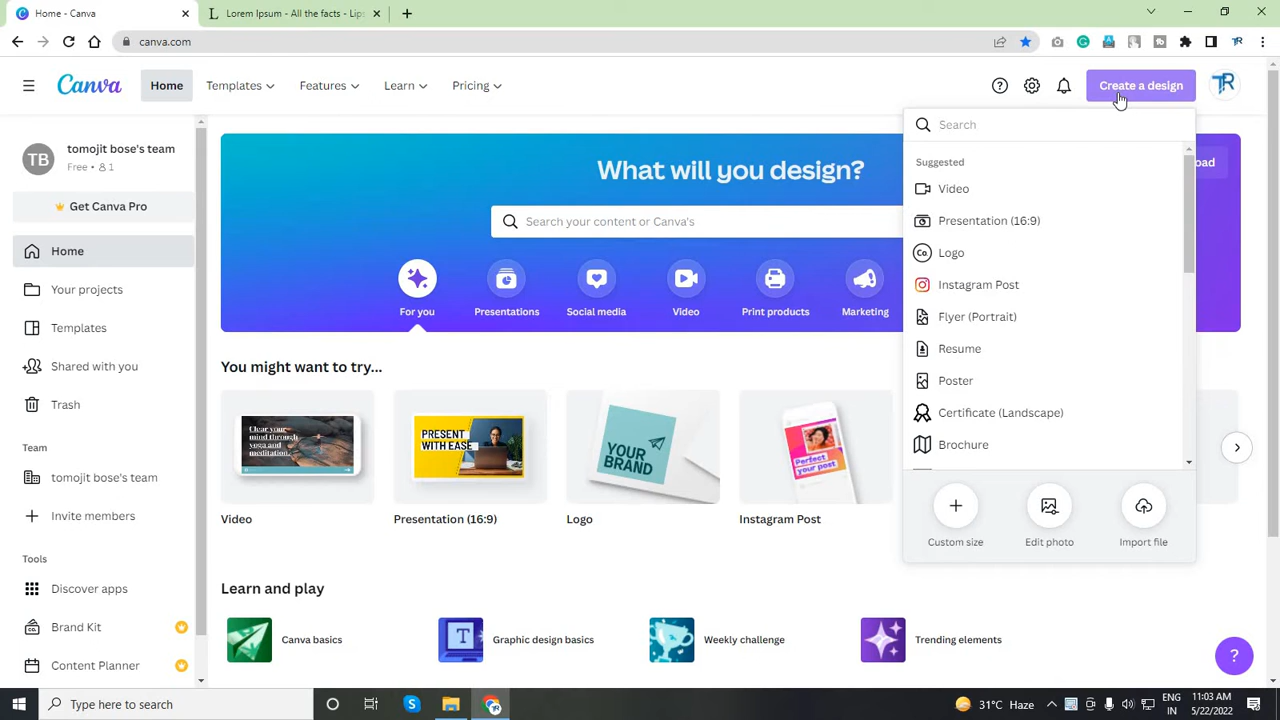 Home - Canva
Lorem Ipsum - All the facts - Lips
canva.com
Canva
Home
Templates
Features
Learn
Pricing
Create a design
TR
TB
tomojit bose's team
Free • 1
Get Canva Pro
Home
Your projects
Templates
Shared with you
Trash
Team
tomojit bose's team
Invite members
Tools
Discover apps
Brand Kit
Content Planner
What will you design?
oad
Search your content or Canva's
For you
Presentations
Social media
Video
Print products
Marketing
Search
Suggested
Video
Presentation (16:9)
Logo
Co.
Instagram Post
Flyer (Portrait)
Resume
Poster
Certificate (Landscape)
Brochure
Custom size
Edit photo
Import file
You might want to try...
Clear your
mind through
yoga and
meditation.
PRESENT
WITH EASE
YOUR
BRAND
Perfect
your post
Video
Presentation (16:9)
Logo
Instagram Post
Learn and play
Canva basics
T
Graphic design basics
Weekly challenge
Trending elements
?
Type here to search
31°C Haze
ENG
IN
11:03 AM
5/22/2022